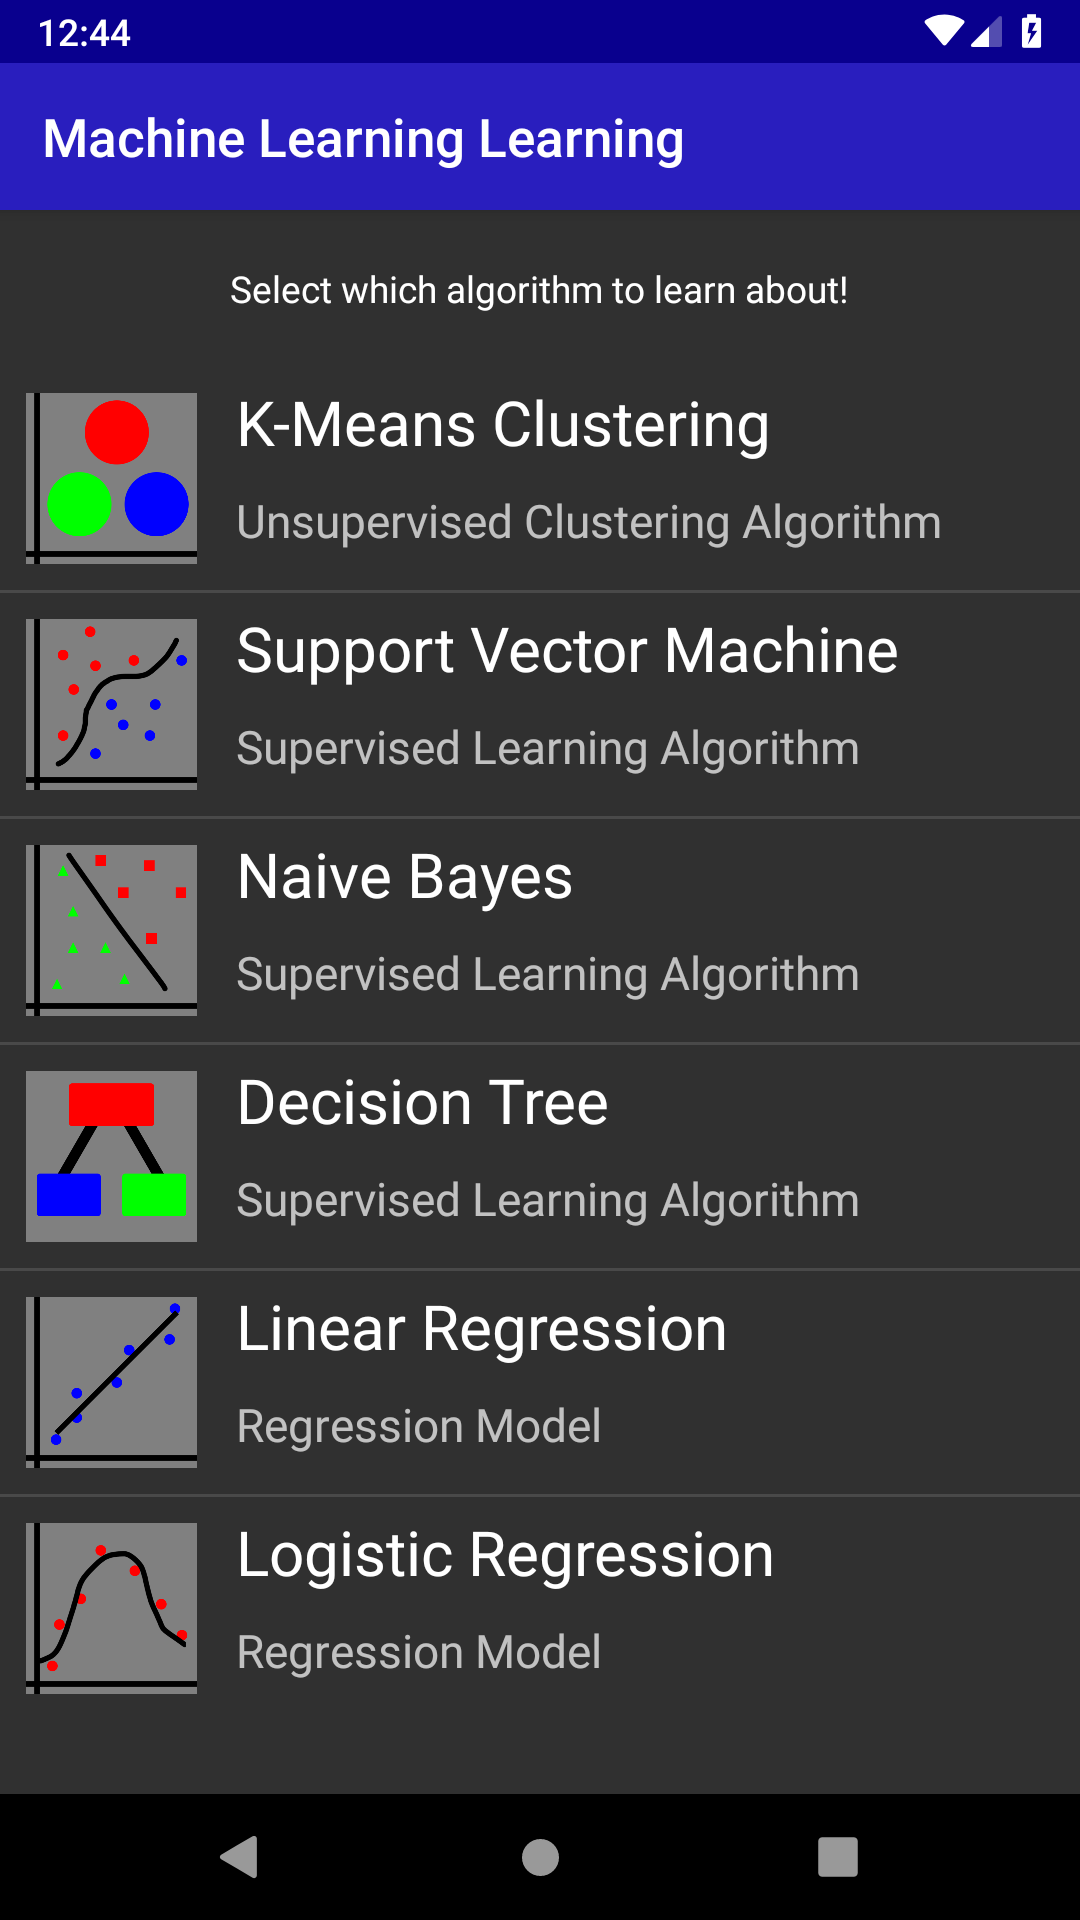 12:44
Machine Learning Learning
Select which algorithm to learn about!
K-Means Clustering
Unsupervised Clustering Algorithm
Support Vector Machine
Supervised Learning Algorithm
Naive Bayes
Supervised Learning Algorithm
Decision Tree
Supervised Learning Algorithm
Linear Regression
Regression Model
Logistic Regression
Regression Model